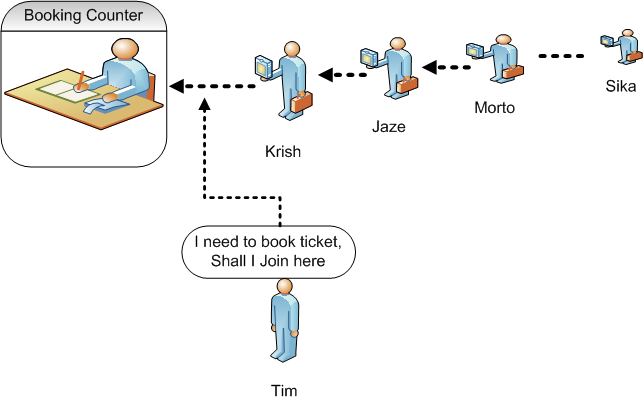 Booking Counter
Krish
Jaze
Morto
Sika
I need to book ticket,
Shall I Join here
Tim